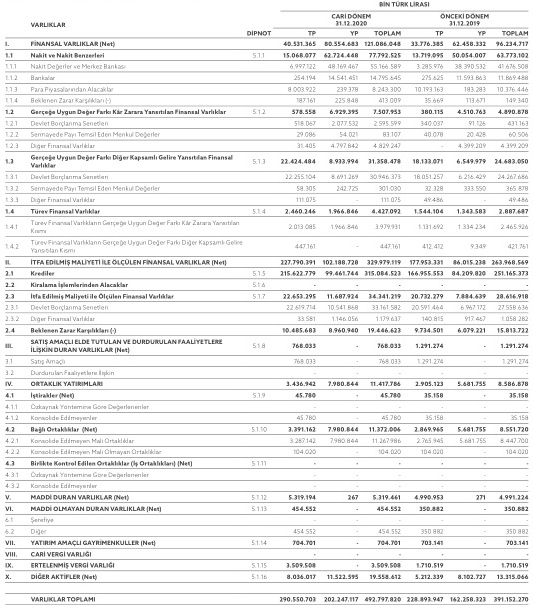 BİN TÜRK LİRASI
CARİ DÖNEM ÖNCEKİ DÖNEM
VARLIKLAR 31.12.2020 31.12.2019
DİPNOT TP YP TOPLAM TP YP TOPLAM
I. FİNANSAL VARLIKLAR (Net) 40.531.365 80.554.683 121.086.048 33.776.385 62.458.332 96.234.717
1.1 Nakit ve Nakit Benzerleri 5.1.1 15.068.077 62.724.448 77.792.525 13.719.095 50.054.007 63.773.102
1.1.1 Nakit Değerler ve Merkez Bankası 6.997.122 48.169.467 55.166.589 3.285.976 38.390.532 41.676.508
1.1.2 Bankalar 254.194 14.541.451 14.795.645 275.625 11.593.863 11.869.488
1.1.3 Para Piyasalarından Alacaklar 8.003.922 239.378 8.243.300 10.193.163 183.283 10.376.446
1.1.4 Beklenen Zarar Karşılıkları (-) 187.161 225.848 413.009 35.669 113.671 149.340
1.2 Gerçeğe Uygun Değer Farkı Kâr Zarara Yansıtılan Finansal Varlıklar 5.1.2 578.558 6.929.395 7.507.953 380.115 4.510.763 4.890.878
1.2.1 Devlet Borçlanma Senetleri 518.067 2.077.532 2.595.599 340.037 91.126 431.163
1.2.2 Sermayede Payı Temsil Eden Menkul Değerler 29.086 54.021 83.107 40.078 20.428 60.506
1.2.3 Diğer Finansal Varlıklar 31.405 4.797.842 4.829.247 - 4.399.209 4.399.209
1.3 Gerçeğe Uygun Değer Farkı Diğer Kapsamlı Gelire Yansıtılan Finansal Varlıklar 5.1.3 22.424.484 8.933.994 31.358.478 18.133.071 6.549.979 24.683.050
1.3.1 Devlet Borçlanma Senetleri 22.255.104 8.691.269 30.946.373 18.051.257 6.216.429 24.267.686
1.3.2 Sermayede Payı Temsil Eden Menkul Değerler 58.305 242.725 301.030 32.328 333.550 365.878
1.3.3 Diğer Finansal Varlıklar 111.075 - 111.075 49.486 - 49.486
1.4 Türev Finansal Varlıklar 5.1.4 2.460.246 1.966.846 4.427.092 1.544.104 1.343.583 2.887.687
1.4.1 Türev Finansal Varlıkların Gerçeğe Uygun Değer Farkı Kâr Zarara Yansıtılan Kısmı 2.013.085 1.966.846 3.979.931 1.131.692 1.334.234 2.465.926
1.4.2 Türev Finansal Varlıkların Gerçeğe Uygun Değer Farkı Diğer Kapsamlı Gelire Yansıtılan Kısmı 447.161 - 447.161 412.412 9.349 421.761
II. İTFA EDİLMİŞ MALİYETİ İLE ÖLÇÜLEN FİNANSAL VARLIKLAR (Net) 227.790.391 102.188.728 329.979.119 177.953.331 86.015.238 263.968.569
2.1 Krediler 5.1.5 215.622.779 99.461.744 315.084.523 166.955.553 84.209.820 251.165.373
2.2 Kiralama İşlemlerinden Alacaklar 5.1.6 - - - - - -
2.3 İtfa Edilmiş Maliyeti ile Ölçülen Finansal Varlıklar 5.1.7 22.653.295 11.687.924 34.341.219 20.732.279 7.884.639 28.616.918
2.3.1 Devlet Borçlanma Senetleri 22.619.714 10.541.868 33.161.582 20.591.464 6.967.172 27.558.636
2.3.2 Diğer Finansal Varlıklar 33.581 1.146.056 1.179.637 140.815 917.467 1.058.282
2.4 Beklenen Zarar Karşılıkları (-) 10.485.683 8.960.940 19.446.623 9.734.501 6.079.221 15.813.722
III. SATIŞ AMAÇLI ELDE TUTULAN VE DURDURULAN FAALİYETLERE İLİŞKİN DURAN VARLIKLAR (Net) 5.1.8 768.033 - 768.033 1.291.274 - 1.291.274
3.1 Satış Amaçlı 768.033 - 768.033 1.291.274 - 1.291.274
3.2 Durdurulan Faaliyetlere İlişkin - - - - - -
IV. ORTAKLIK YATIRIMLARI 3.436.942 7.980.844 11.417.786 2.905.123 5.681.755 8.586.878
4.1 İştirakler (Net) 5.1.9 45.780 - 45.780 35.158 - 35.158
4.1.1 Özkaynak Yöntemine Göre Değerlenenler - - - - - -
4.1.2 Konsolide Edilmeyenler 45.780 - 45.780 35.158 - 35.158
4.2 Bağlı Ortaklıklar (Net) 5.1.10 3.391.162 7.980.844 11.372.006 2.869.965 5.681.755 8.551.720
4.2.1 Konsolide Edilmeyen Mali Ortaklıklar 3.287.142 7.980.844 11.267.986 2.765.945 5.681.755 8.447.700
4.2.2 Konsolide Edilmeyen Mali Olmayan Ortaklıklar 104.020 - 104.020 104.020 - 104.020
4.3 Birlikte Kontrol Edilen Ortaklıklar (İş Ortaklıkları) (Net) 5.1.11 - - - - - -
4.3.1 Özkaynak Yöntemine Göre Değerlenenler - - - - - -
4.3.2 Konsolide Edilmeyenler - - - - - -
V. MADDİ DURAN VARLIKLAR (Net) 5.1.12 5.319.194 267 5.319.461 4.990.953 271 4.991.224
VI. MADDİ OLMAYAN DURAN VARLIKLAR (Net) 5.1.13 454.552 - 454.552 350.882 - 350.882
6.1 Şerefiye - - - - - -
6.2 Diğer 454.552 - 454.552 350.882 - 350.882
VII. YATIRIM AMAÇLI GAYRİMENKULLER (Net) 5.1.14 704.701 - 704.701 703.141 - 703.141
VIII. CARİ VERGİ VARLIĞI - - - - - -
IX. ERTELENMİŞ VERGİ VARLIĞI 5.1.15 3.509.508 - 3.509.508 1.710.519 - 1.710.519
X. DİĞER AKTİFLER (Net) 5.1.16 8.036.017 11.522.595 19.558.612 5.212.339 8.102.727 13.315.066
VARLIKLAR TOPLAMI 290.550.703 202.247.117 492.797.820 228.893.947 162.258.323 391.152.270